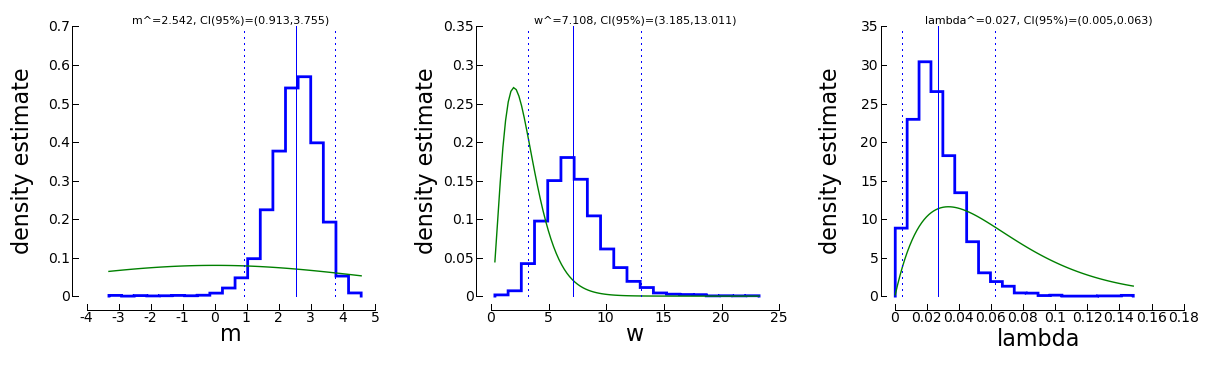 m^=2.542, CI(95%)=(0.913,3.755)
0.7
0.6
0.5
0.4
0.3
0.2
0.1
0
density estimate
-4 -3 -2 -1 0 1 2 3 4 5
m
w^=7.108, CI(95%)=(3.185,13.011)
0.35
0.3
0.25
0.2
0.15
0.1
0.05
0
density estimate
0 5 10 15 20 25
w
lambda^=0.027, CI(95%)=(0.005,0.063)
35
30
25
20
15
10
5
0
density estimate
0 0.02 0.04 0.06 0.08 0.1 0.12 0.14 0.16 0.18
lambda